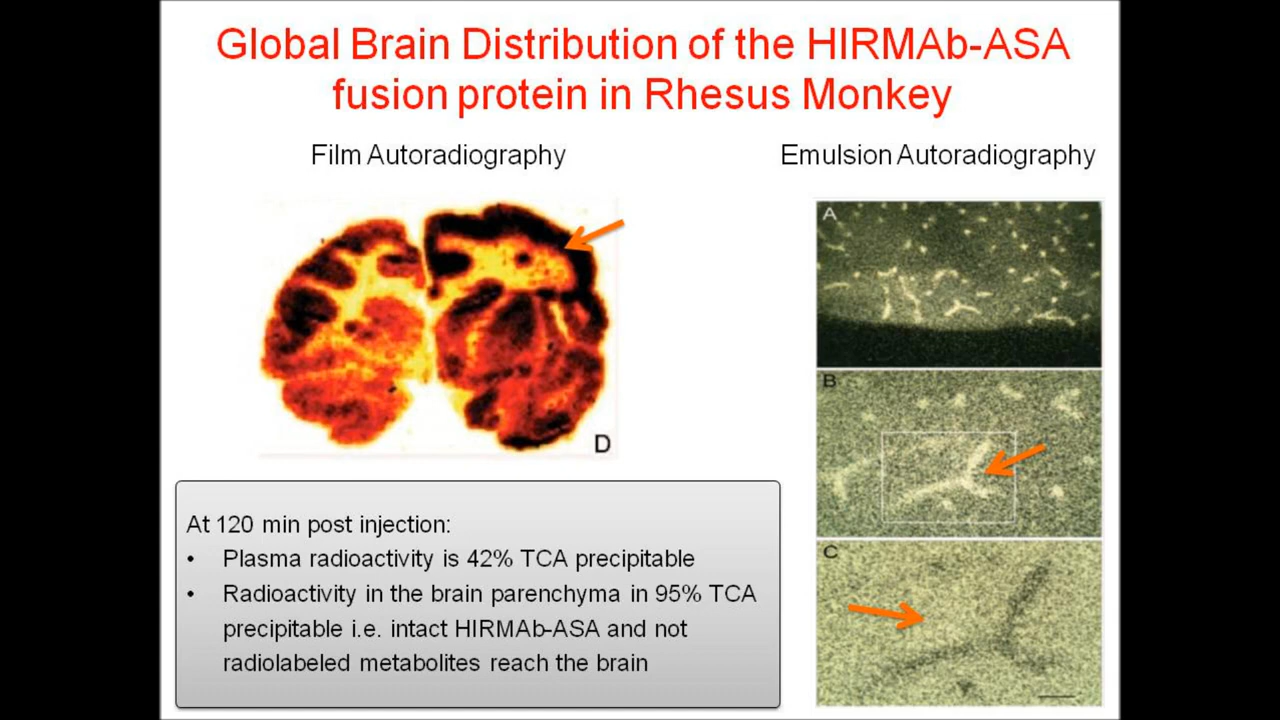 Global Brain Distribution of the HIRMAb-ASA
fusion protein in Rhesus Monkey
Film Autoradiography
Emulsion Autoradiography
D
A
B
C
At 120 min post injection:
• Plasma radioactivity is 42% TCA precipitable
• Radioactivity in the brain parenchyma in 95% TCA
precipitable i.e. intact HIRMAb-ASA and not
radiolabeled metabolites reach the brain